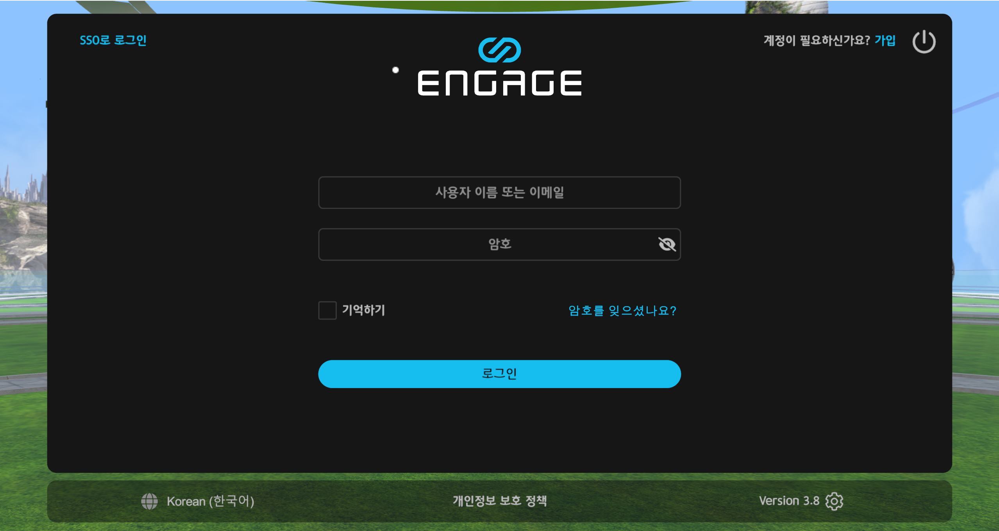 SSO로 로그인
계정이 필요하신가요? 가입
ENGAGE
사용자 이름 또는 이메일
암호
기억하기
암호를 잊으셨나요?
로그인
Korean (한국어)
개인정보 보호 정책
Version 3.8